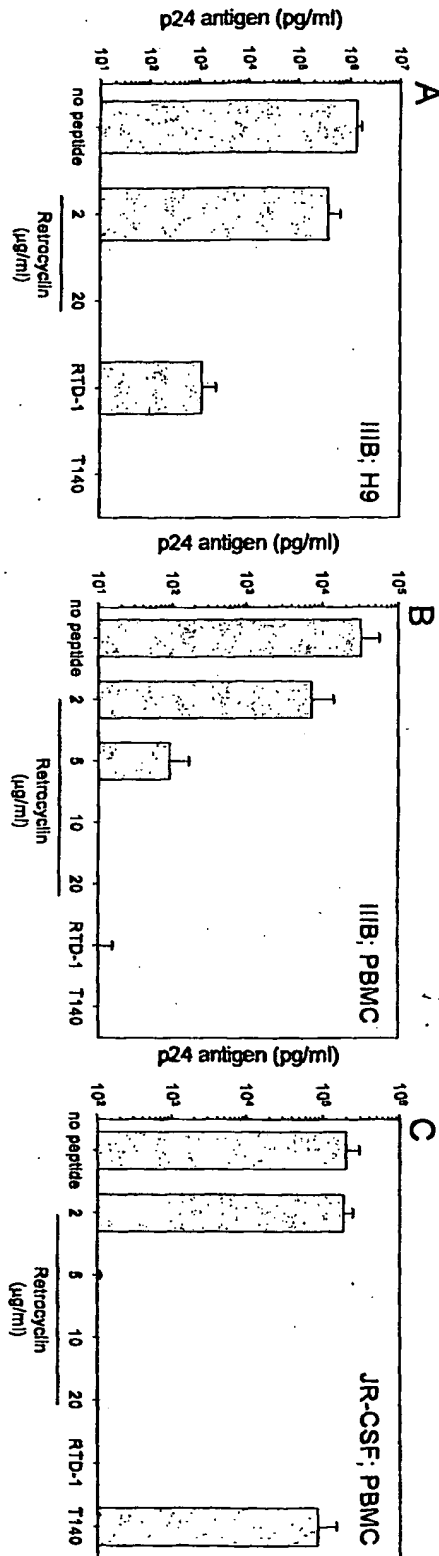 A
IIIB; H9
p24 antigen (pg/ml)
10¹ 10² 10³ 10⁴ 10⁵ 10⁶ 10⁷
no peptide 2 20 RTD-1 T140
Retrocyclin
(µg/ml)
B
IIIB; PBMC
p24 antigen (pg/ml)
10¹ 10² 10³ 10⁴ 10⁵
no peptide 2 5 10 20 RTD-1 T140
Retrocyclin
(µg/ml)
C
JR-CSF; PBMC
p24 antigen (pg/ml)
10² 10³ 10⁴ 10⁵ 10⁶
no peptide 2 5 10 20 RTD-1 T140
Retrocyclin
(µg/ml)